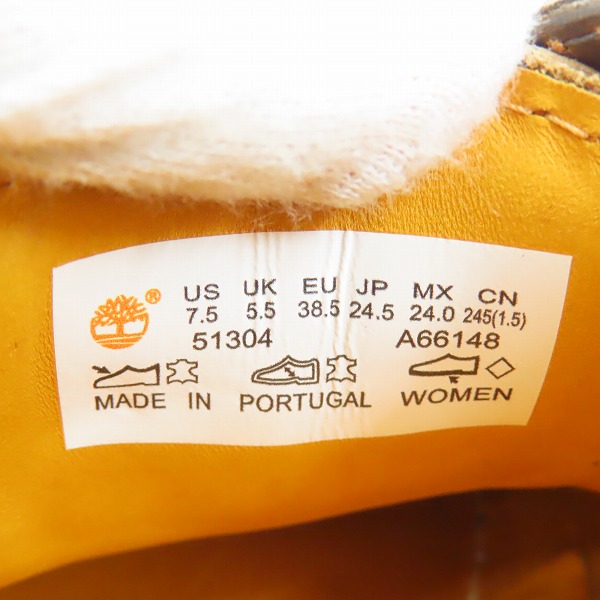 US UK EU JP MX CN
7.5 5.5 38.5 24.5 24.0 245(1.5)
51304 A66148
MADE IN PORTUGAL WOMEN
®